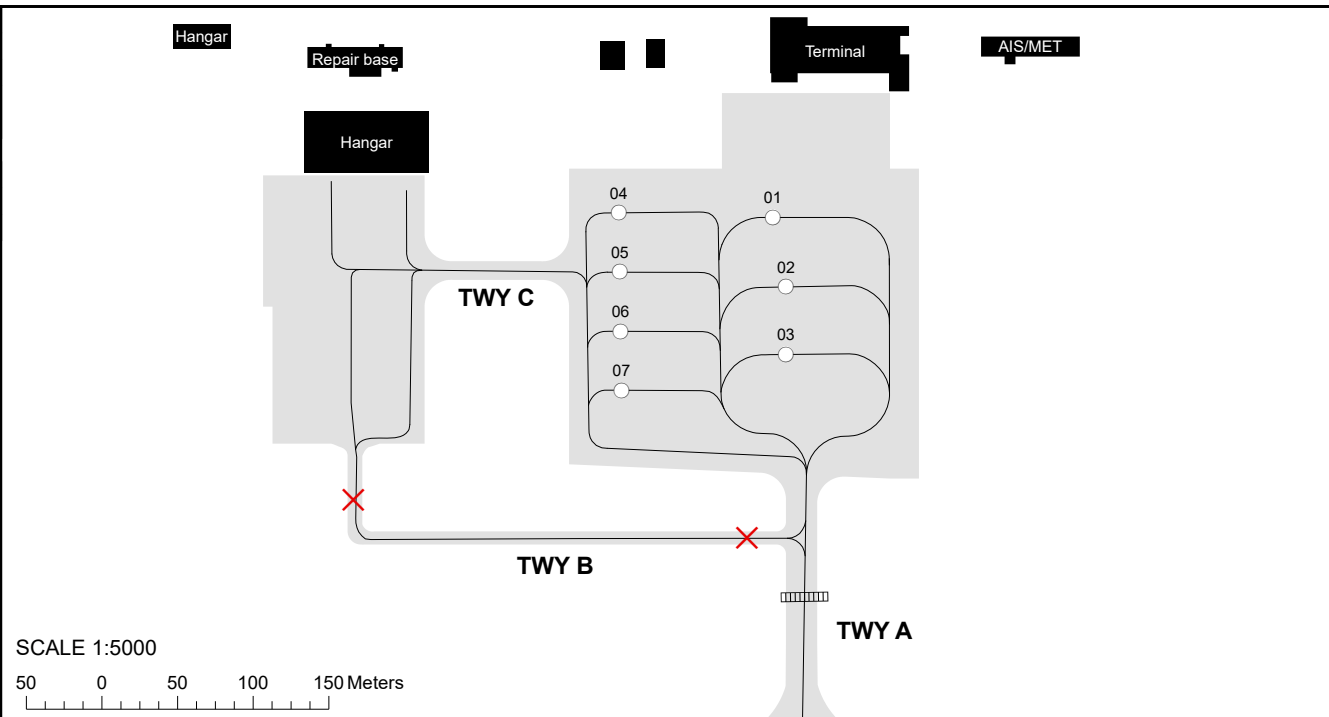 Hangar
Repair base
Terminal
AIS/MET
Hangar
04
01
05
02
TWY C
06
03
07
TWY B
TWY A
SCALE 1:5000
50 0 50 100 150 Meters